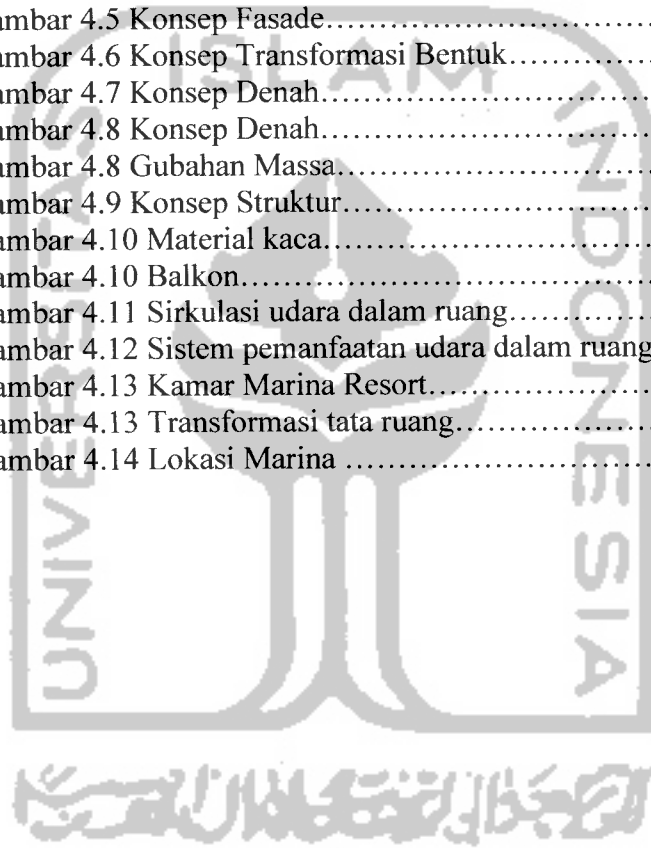 ambar 4.5 Konsep Fasade……………………………
ambar 4.6 Konsep Transformasi Bentuk……………
ambar 4.7 Konsep Denah……………………………
ambar 4.8 Konsep Denah……………………………
ambar 4.8 Gubahan Massa……………………………
ambar 4.9 Konsep Struktur……………………………
ambar 4.10 Material kaca……………………………
ambar 4.10 Balkon……………………………………
ambar 4.11 Sirkulasi udara dalam ruang……………
ambar 4.12 Sistem pemanfaatan udara dalam ruang
ambar 4.13 Kamar Marina Resort……………………
ambar 4.13 Transformasi tata ruang…………………
ambar 4.14 Lokasi Marina ……………………………
UNIVERSITAS
ISLAM
INDONESIA